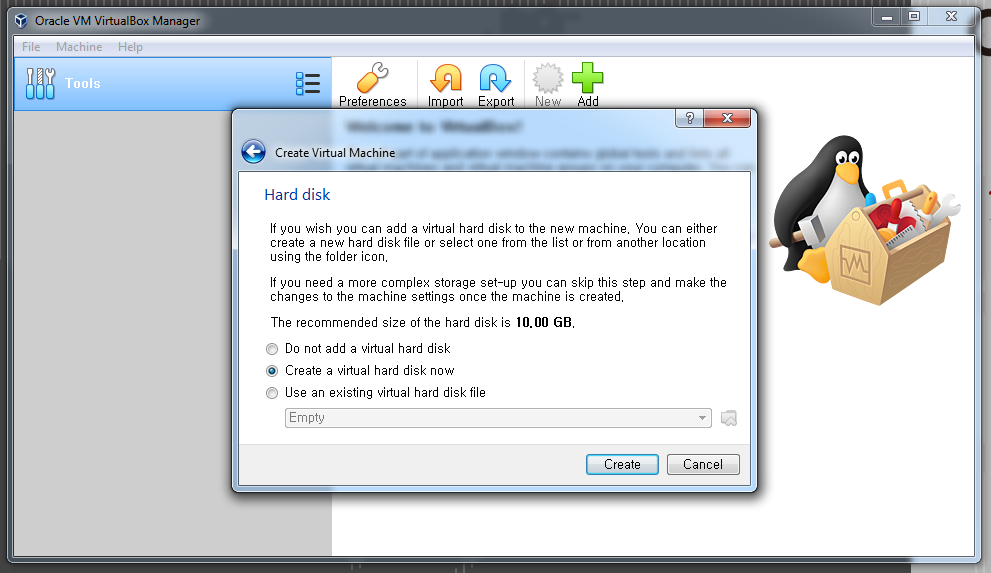 Oracle VM VirtualBox Manager
File Machine Help
Tools
Preferences Import Export New Add
Welcome to VirtualBox!
Create Virtual Machine
Hard disk
If you wish you can add a virtual hard disk to the new machine. You can either
create a new hard disk file or select one from the list or from another location
using the folder icon.
If you need a more complex storage set-up you can skip this step and make the
changes to the machine settings once the machine is created.
The recommended size of the hard disk is 10.00 GB.
Do not add a virtual hard disk
Create a virtual hard disk now
Use an existing virtual hard disk file
Empty
Create Cancel